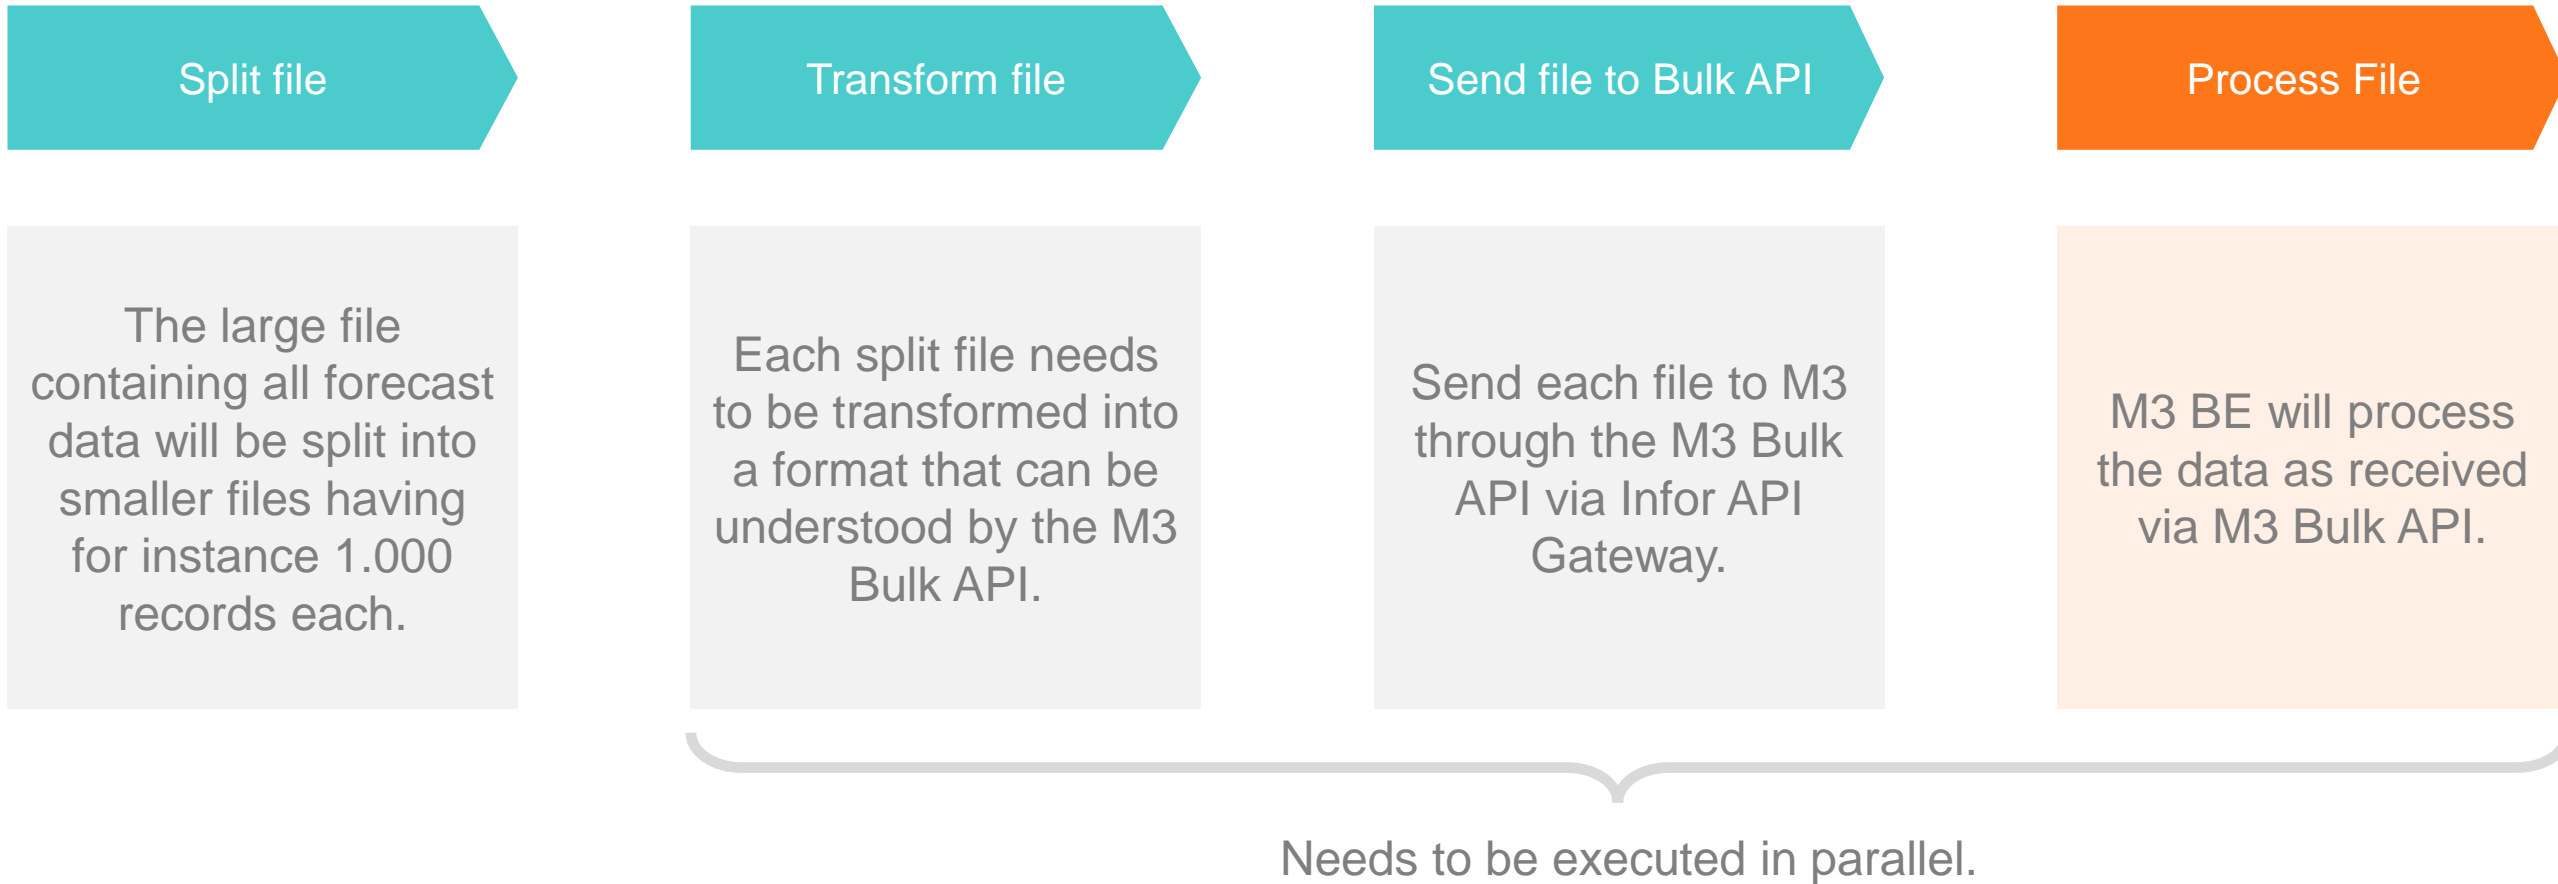 Split file
Transform file
Send file to Bulk API
Process File
The large file
containing all forecast
data will be split into
smaller files having
for instance 1.000
records each.
Each split file needs
to be transformed into
a format that can be
understood by the M3
Bulk API.
Send each file to M3
through the M3 Bulk
API via Infor API
Gateway.
M3 BE will process
the data as received
via M3 Bulk API.
Needs to be executed in parallel.